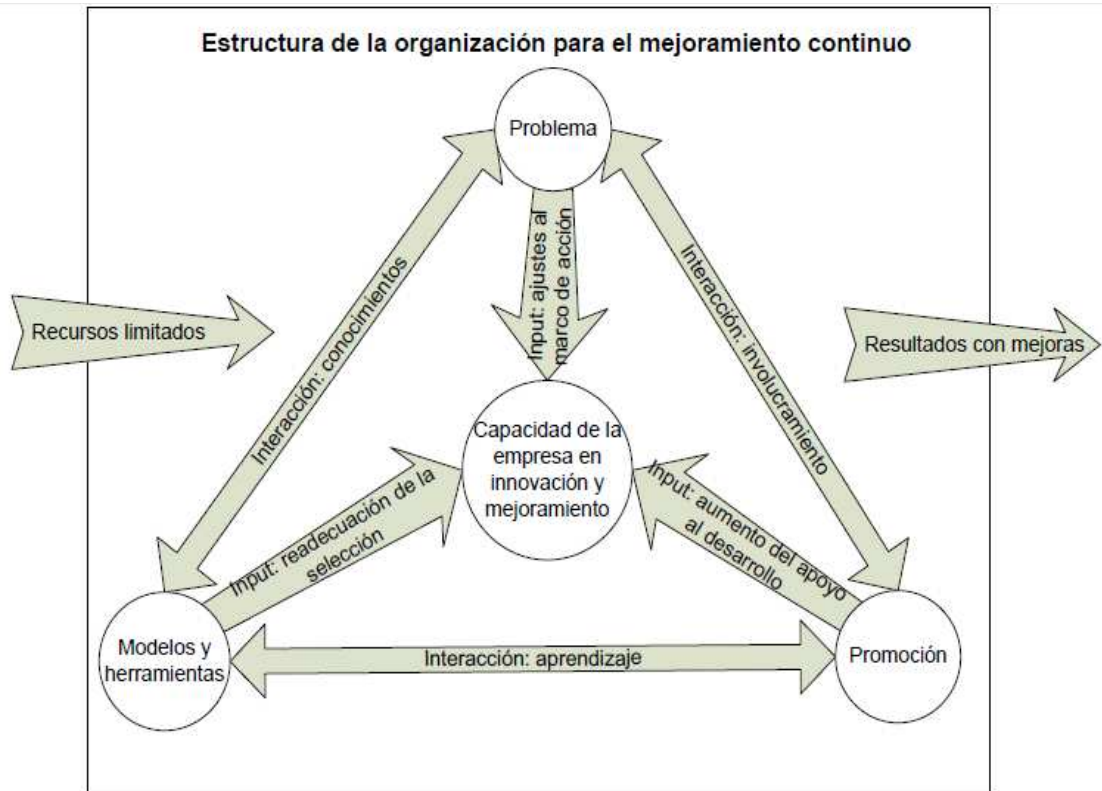 Estructura de la organización para el mejoramiento continuo
Problema
Input: ajustes al
marco de acción
Interacción: conocimientos
Interacción: involucramiento
Recursos limitados
Resultados con mejoras
Capacidad de la
empresa en
innovación y
mejoramiento
Input: readecuación de la
selección
Input: aumento del apoyo
al desarrollo
Modelos y
herramientas
Interacción: aprendizaje
Promoción